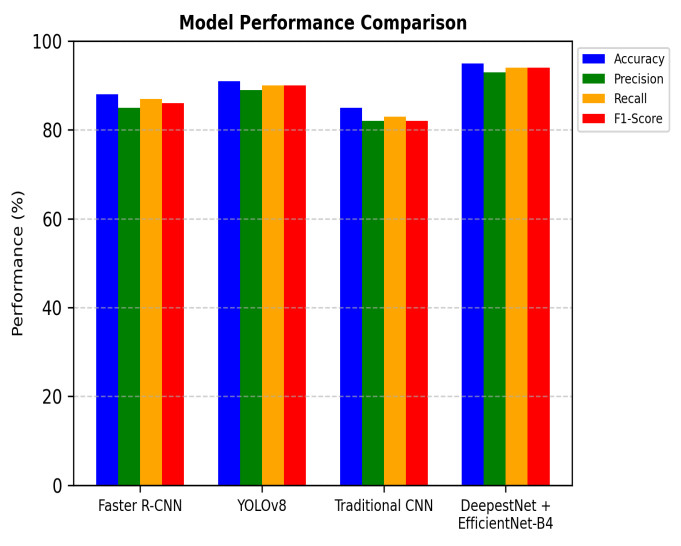 Model Performance Comparison
100
80
60
40
20
0
Performance (%)
Faster R-CNN
YOLOv8
Traditional CNN
DeepestNet +
EfficientNet-B4
Accuracy
Precision
Recall
F1-Score